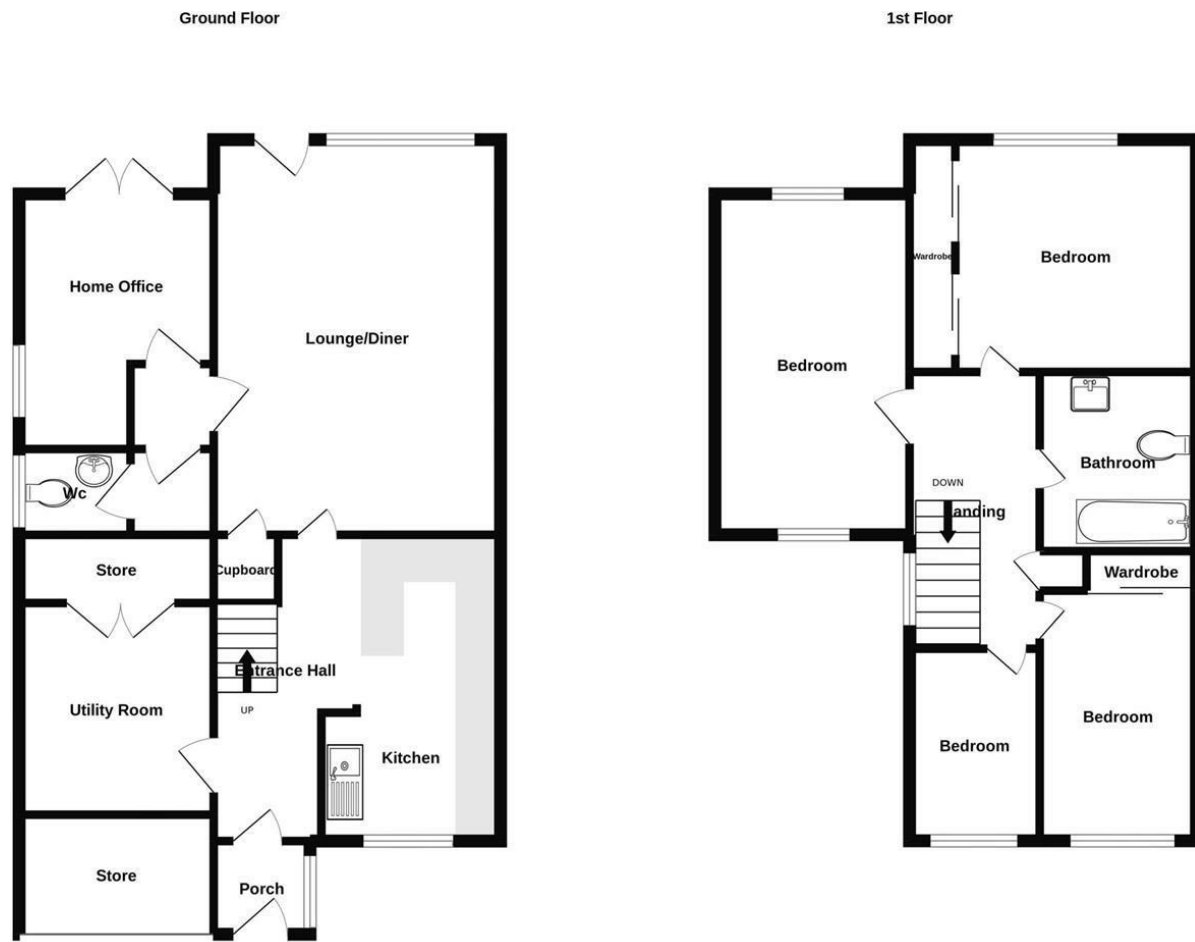 Ground Floor
Home Office
Lounge/Diner
Wc
Store
Cupboard
Entrance Hall
UP
Utility Room
Kitchen
Store
Porch
1st Floor
Wardrobe
Bedroom
Bedroom
Bathroom
DOWN
Landing
Wardrobe
Bedroom
Bedroom